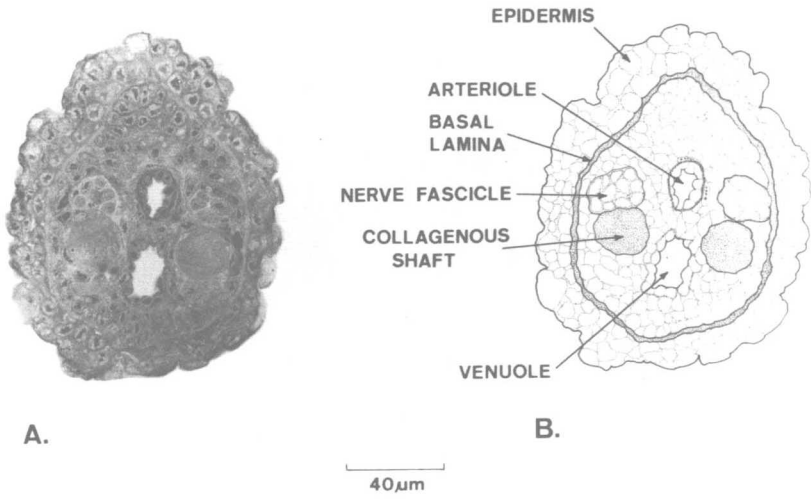 EPIDERMIS
ARTERIOLE
BASAL
LAMINA
NERVE FASCICLE
COLLAGENOUS
SHAFT
VENUOLE
A.
B.
40μm